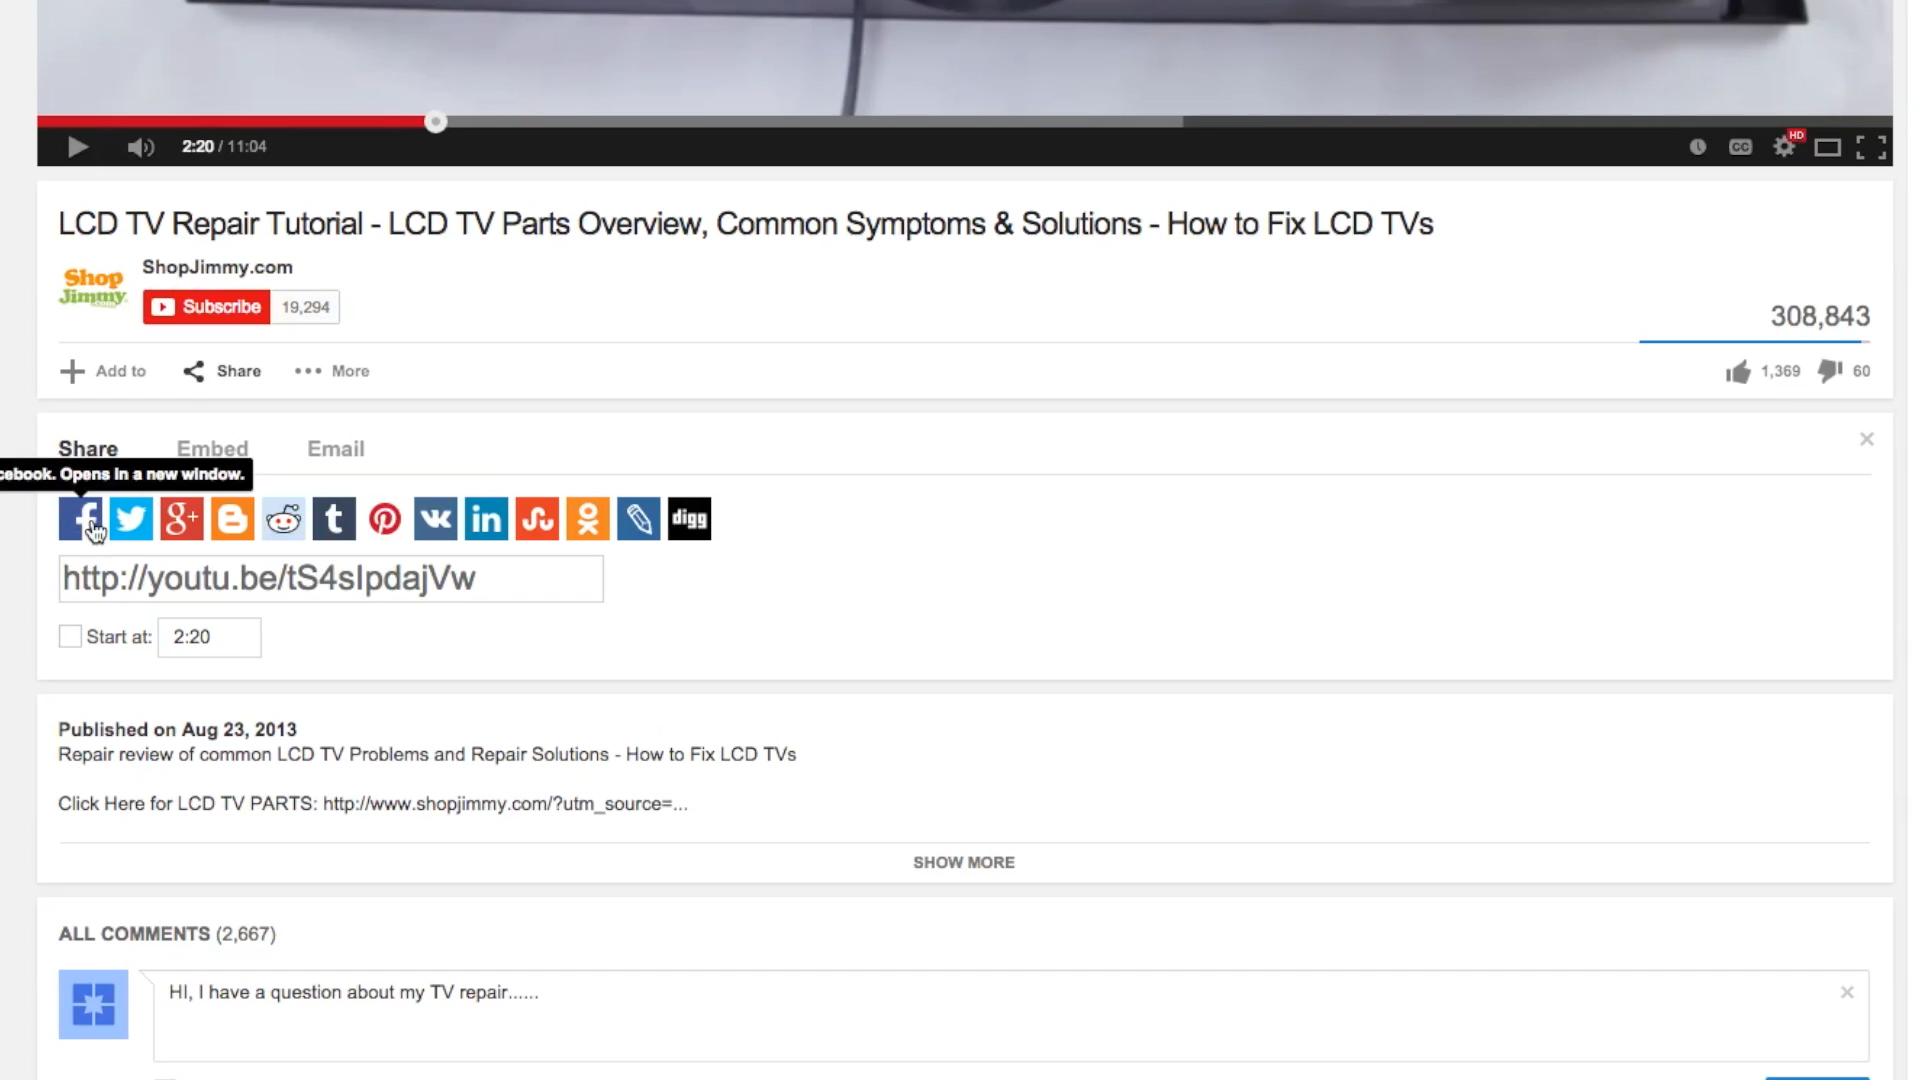 2:20 / 11:04
CC
HD
LCD TV Repair Tutorial - LCD TV Parts Overview, Common Symptoms & Solutions - How to Fix LCD TVs
Shop
Jimmy
ShopJimmy.com
Subscribe 19,294
308,843
Add to Share More
1,369 60
Share Embed Email
cebook. Opens in a new window.
f g+ B t vk in digg
http://youtu.be/tS4sIpdajVw
Start at: 2:20
Published on Aug 23, 2013
Repair review of common LCD TV Problems and Repair Solutions - How to Fix LCD TVs
Click Here for LCD TV PARTS: http://www.shopjimmy.com/?utm_source=...
SHOW MORE
ALL COMMENTS (2,667)
HI, I have a question about my TV repair......